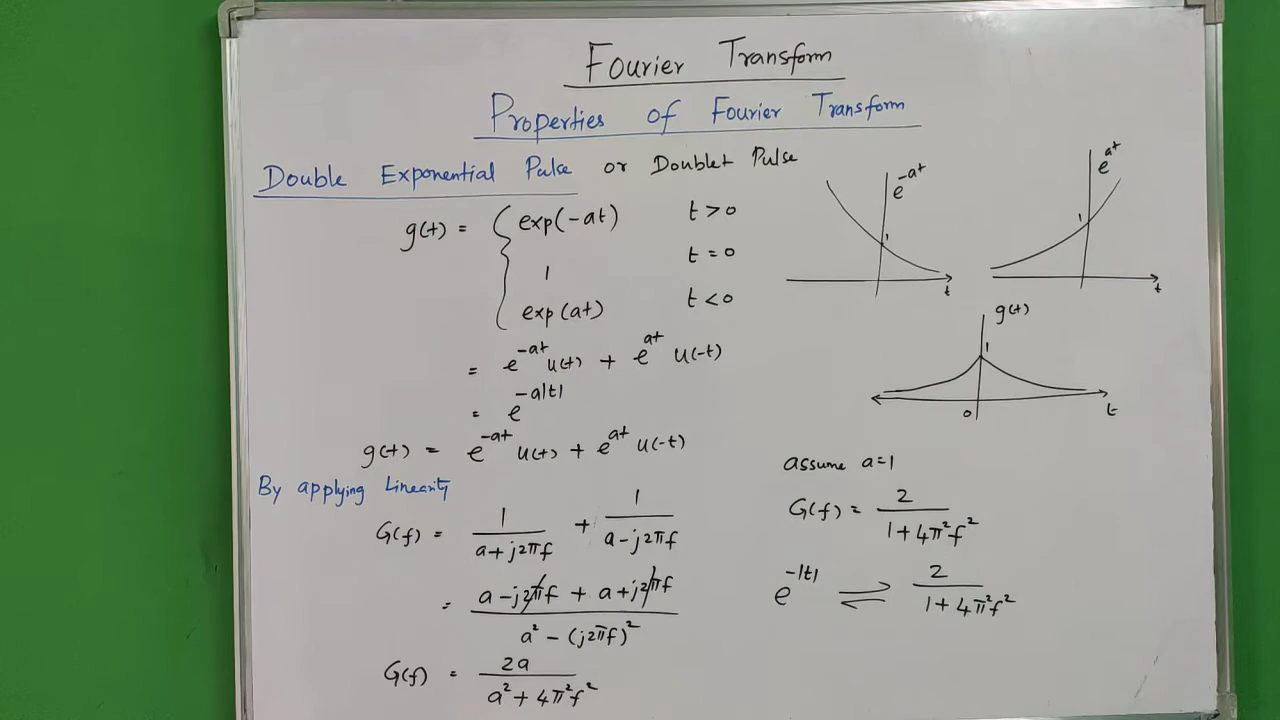 Fourier Transform
Properties of Fourier Transform
Double Exponential Pulse or Doublet Pulse
g(t) = { exp(-at) t > 0
1 t = 0
exp(at) t < 0
= e^{-at} u(t) + e^{at} u(-t)
= e^{-a|t|}
g(t) = e^{-at} u(t) + e^{at} u(-t)
By applying Linearity
G(f) = 1/(a+j2πf) + 1/(a-j2πf)
= (a-j2πf + a+j2πf)/(a² - (j2πf)²)
G(f) = 2a/(a² + 4π²f²)
e^{-at}
1
t
e^{at}
1
t
g(t)
1
0
t
assume a=1
G(f) = 2/(1+4π²f²)
e^{-|t|} ⇌ 2/(1+4π²f²)